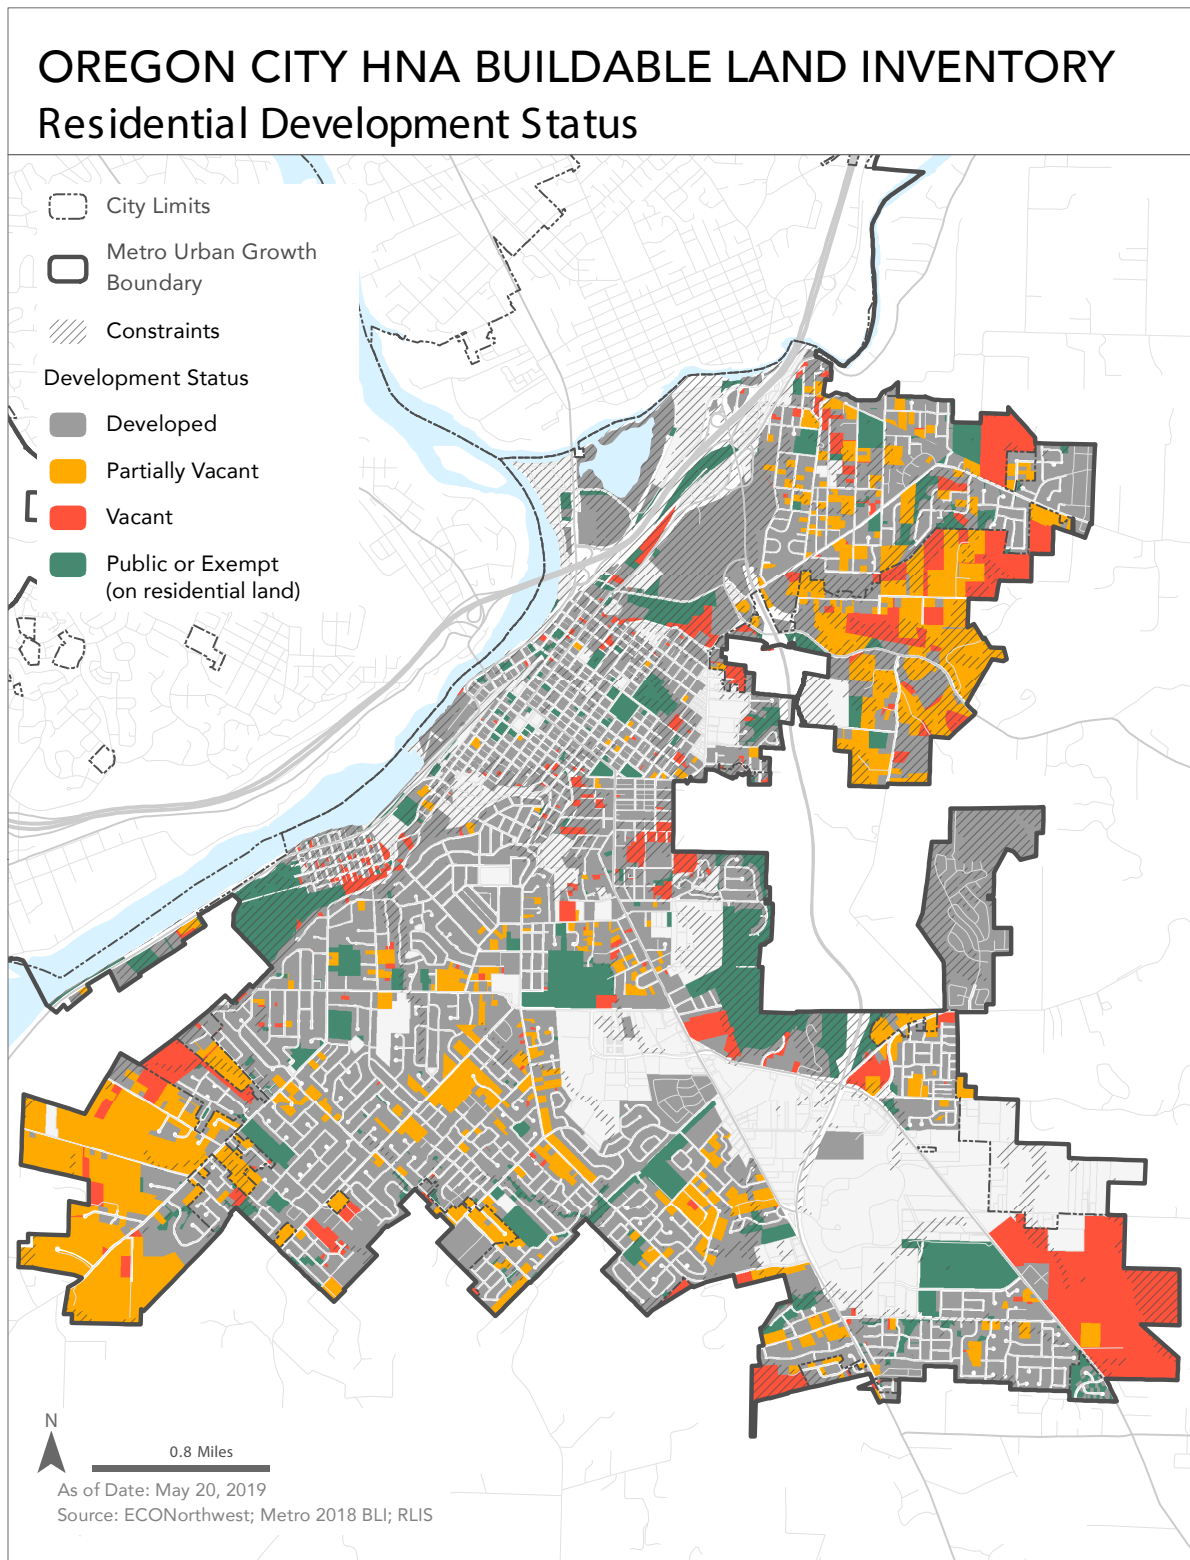 OREGON CITY HNA BUILDABLE LAND INVENTORY
Residential Development Status
City Limits
Metro Urban Growth
Boundary
Constraints
Development Status
Developed
Partially Vacant
Vacant
Public or Exempt
(on residential land)
N
0.8 Miles
As of Date: May 20, 2019
Source: ECONorthwest; Metro 2018 BLI; RLIS